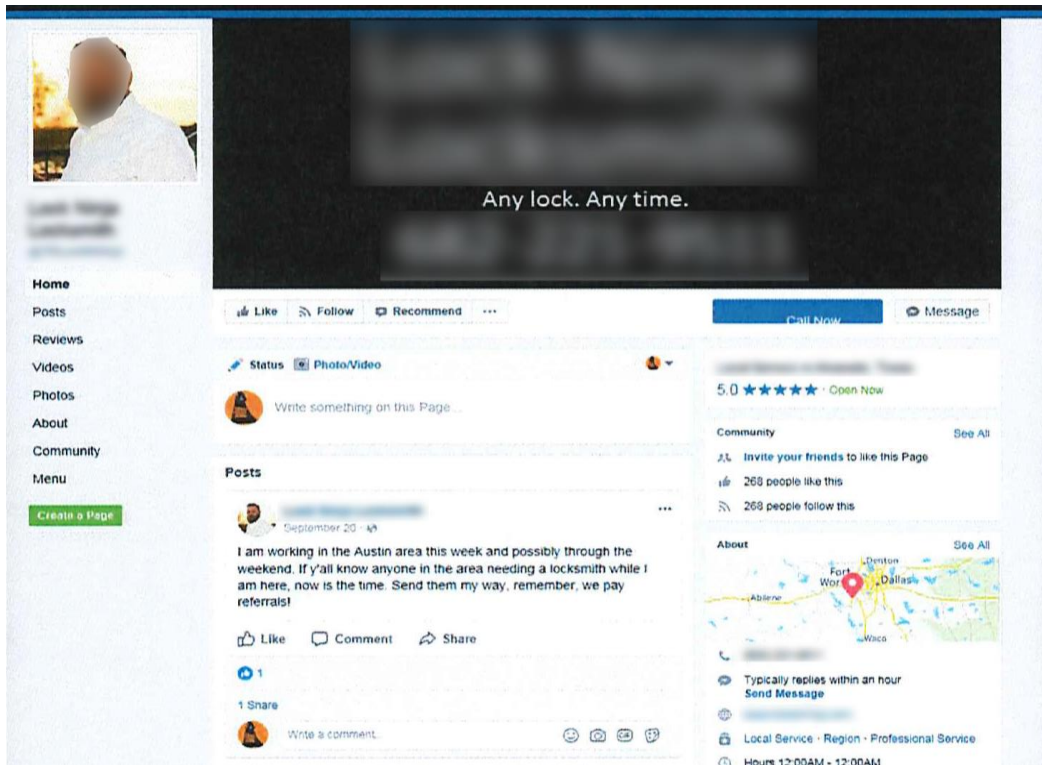 Any lock. Any time.
Home
Posts
Reviews
Videos
Photos
About
Community
Menu
Create a Page
Like Follow Recommend ...
Call Now
Message
Status Photo/Video
Write something on this Page...
Posts
September 20 ·
I am working in the Austin area this week and possibly through the
weekend. If y'all know anyone in the area needing a locksmith while I
am here, now is the time. Send them my way, remember, we pay
referrals!
Like Comment Share
1
1 Share
Write a comment...
5.0 ★★★★★ · Open Now
Community See All
Invite your friends to like this Page
268 people like this
268 people follow this
About See All
Denton
Fort
Wor
Dallas
Abilene
Waco
Typically replies within an hour
Send Message
Local Service · Region · Professional Service
Hours 12:00AM - 12:00AM